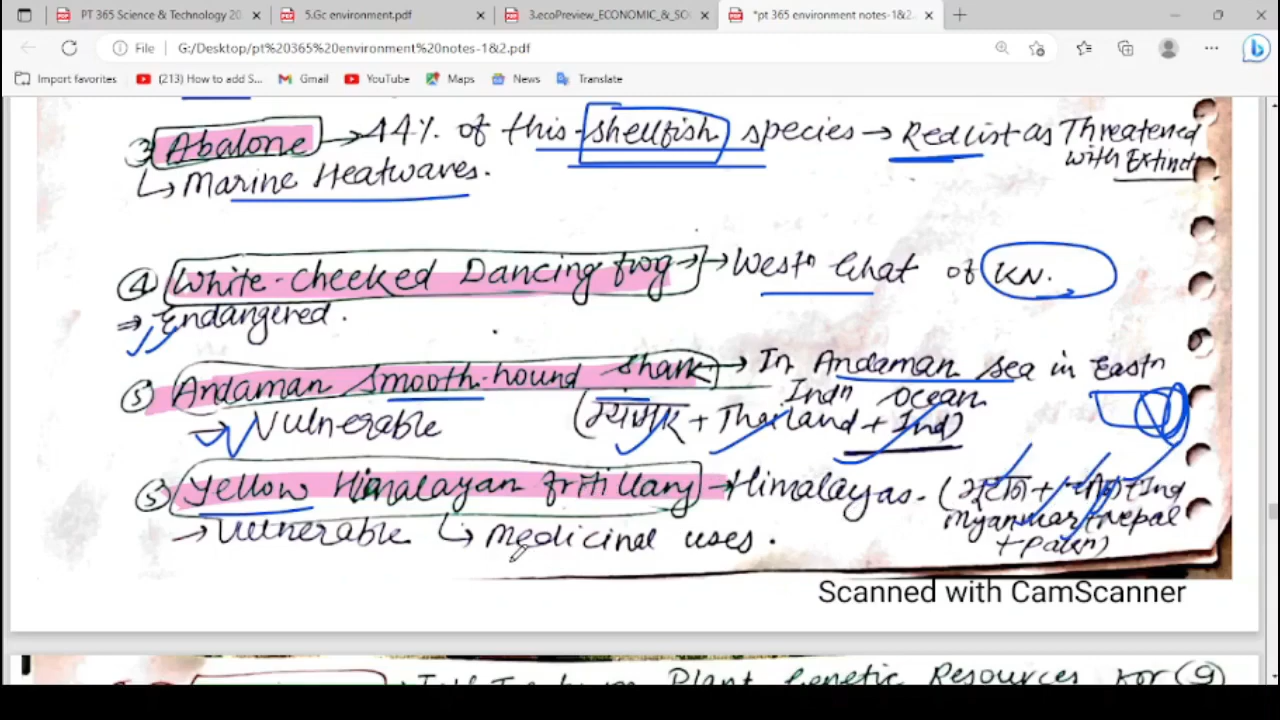 PT 365 Science & Technology 20
5.Gc environment.pdf
3.ecoPreview_ECONOMIC_&_SO
*pt 365 environment notes-1&2.
File G:/Desktop/pt%20365%20environment%20notes-1&2.pdf
Import favorites
(213) How to add S...
Gmail
YouTube
Maps
News
Translate
③ Abalone → 44% of this shellfish species → Redlist as Threatened with Extinct
↳ Marine Heatwaves.
④ White-cheeked Dancing frog → Westn Ghat of KN.
⇒ Endangered.
⑤ Andaman smooth-hound shark → In Andaman sea in Eastn
Indn Ocean
→ Vulnerable (म्यांमार + Thailand + Ind)
⑤ Yellow Himalayan fritillary → Himalayas. (भूटान + Ind
Myanmar + Nepal
→ Vulnerable ↳ Medicinal uses.
Scanned with CamScanner
Plant Genetic Resources for (9)